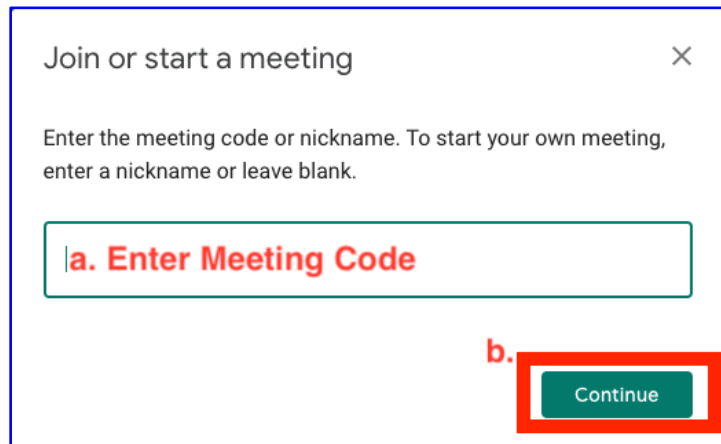 Join or start a meeting
Enter the meeting code or nickname. To start your own meeting,
enter a nickname or leave blank.
a. Enter Meeting Code
b.
Continue